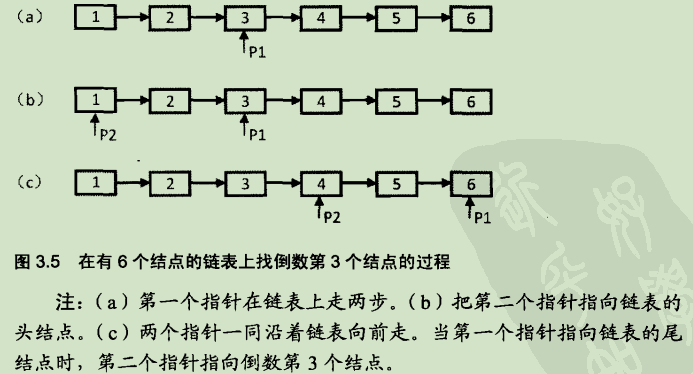 (a) 1 2 3 4 5 6
P1
(b) 1 2 3 4 5 6
P2 P1
(c) 1 2 3 4 5 6
P2 P1
图 3.5 在有 6 个结点的链表上找倒数第 3 个结点的过程
注：(a) 第一个指针在链表上走两步。(b) 把第二个指针指向链表的
头结点。(c) 两个指针一同沿着链表向前走。当第一个指针指向链表的尾
结点时，第二个指针指向倒数第 3 个结点。